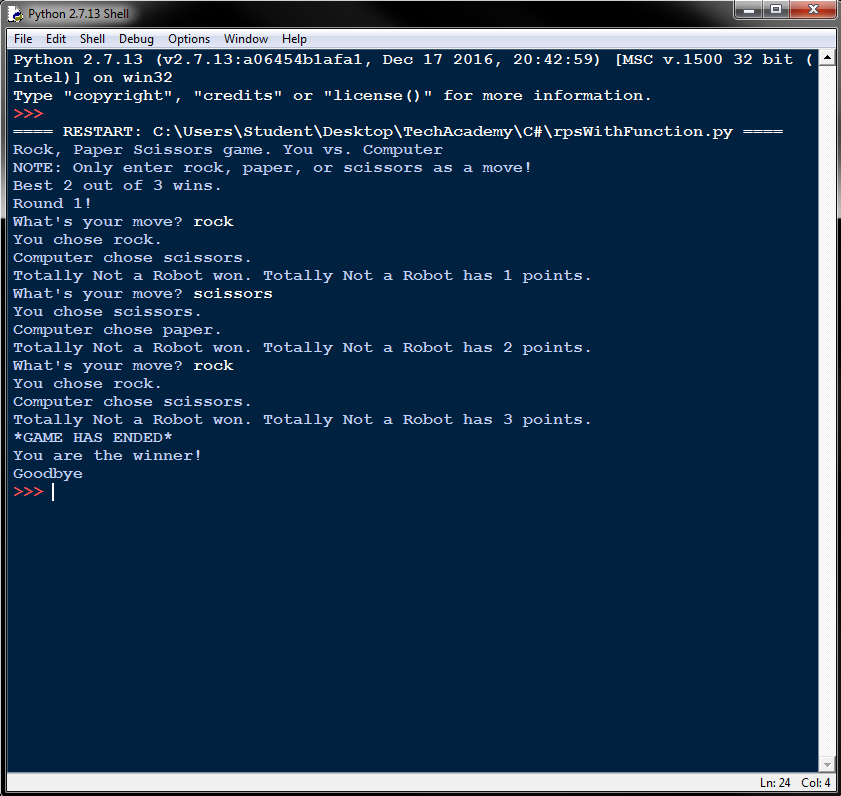 Python 2.7.13 Shell
File Edit Shell Debug Options Window Help
Python 2.7.13 (v2.7.13:a06454b1afa1, Dec 17 2016, 20:42:59) [MSC v.1500 32 bit (
Intel)] on win32
Type "copyright", "credits" or "license()" for more information.
>>>
==== RESTART: C:\Users\Student\Desktop\TechAcademy\C#\rpsWithFunction.py ====
Rock, Paper Scissors game. You vs. Computer
NOTE: Only enter rock, paper, or scissors as a move!
Best 2 out of 3 wins.
Round 1!
What's your move? rock
You chose rock.
Computer chose scissors.
Totally Not a Robot won. Totally Not a Robot has 1 points.
What's your move? scissors
You chose scissors.
Computer chose paper.
Totally Not a Robot won. Totally Not a Robot has 2 points.
What's your move? rock
You chose rock.
Computer chose scissors.
Totally Not a Robot won. Totally Not a Robot has 3 points.
*GAME HAS ENDED*
You are the winner!
Goodbye
>>>
Ln: 24 Col: 4